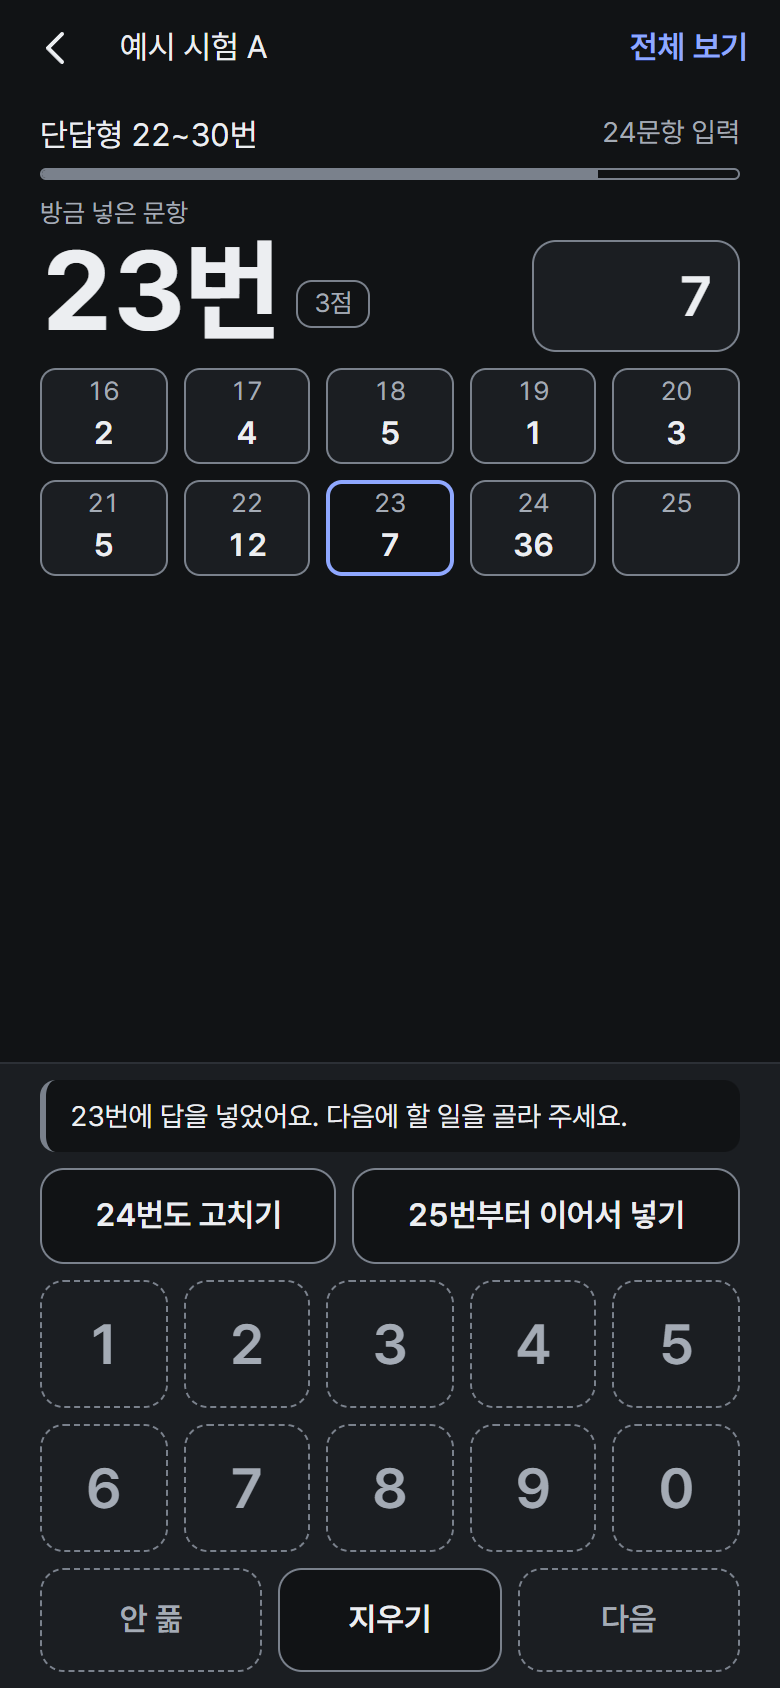 예시 시험 A
전체 보기
단답형 22~30번
24문항 입력
방금 넣은 문항
23번
3점
7
16 17 18 19 20
2 4 5 1 3
21 22 23 24 25
5 12 7 36
23번에 답을 넣었어요. 다음에 할 일을 골라 주세요.
24번도 고치기
25번부터 이어서 넣기
1 2 3 4 5
6 7 8 9 0
안 풂
지우기
다음